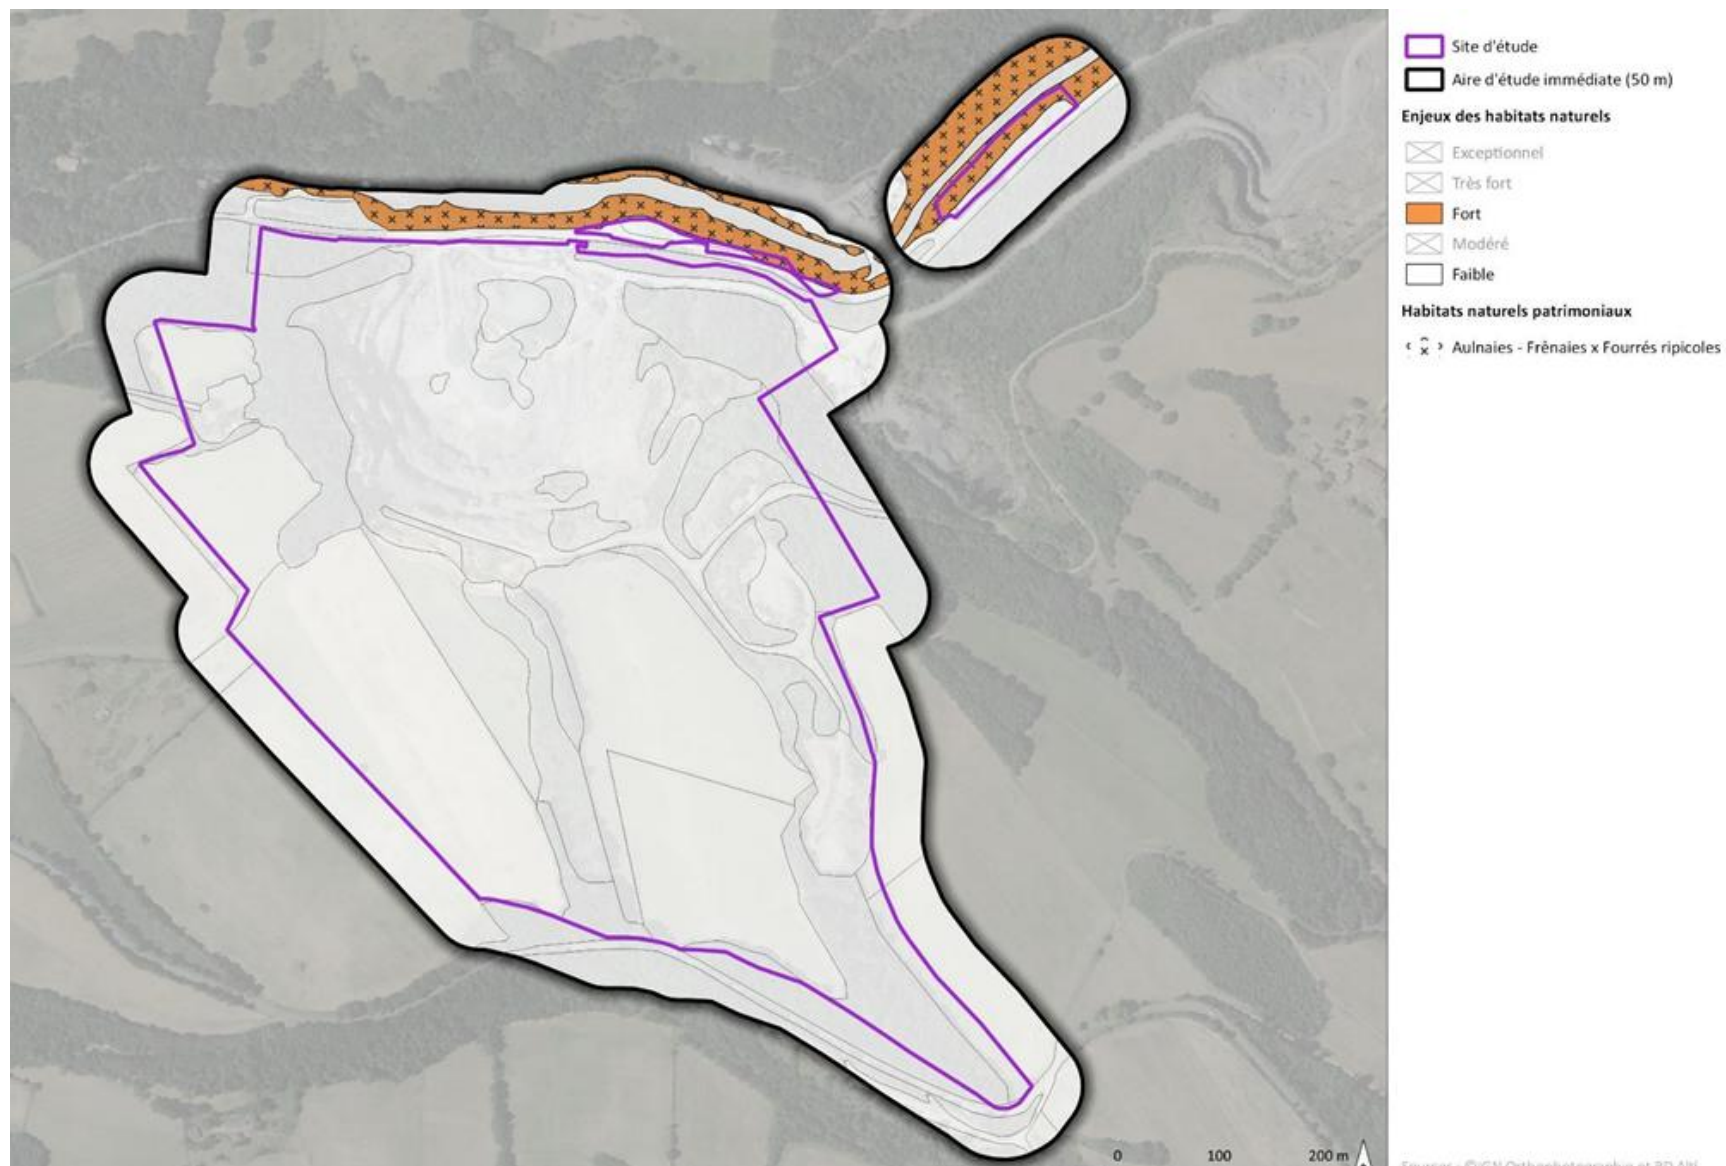 Site d'étude
Aire d'étude immédiate (50 m)
Enjeux des habitats naturels
Exceptionnel
Très fort
Fort
Modéré
Faible
Habitats naturels patrimoniaux
Aulnaies - Frênaies x Fourrés ripicoles
0 100 200 m